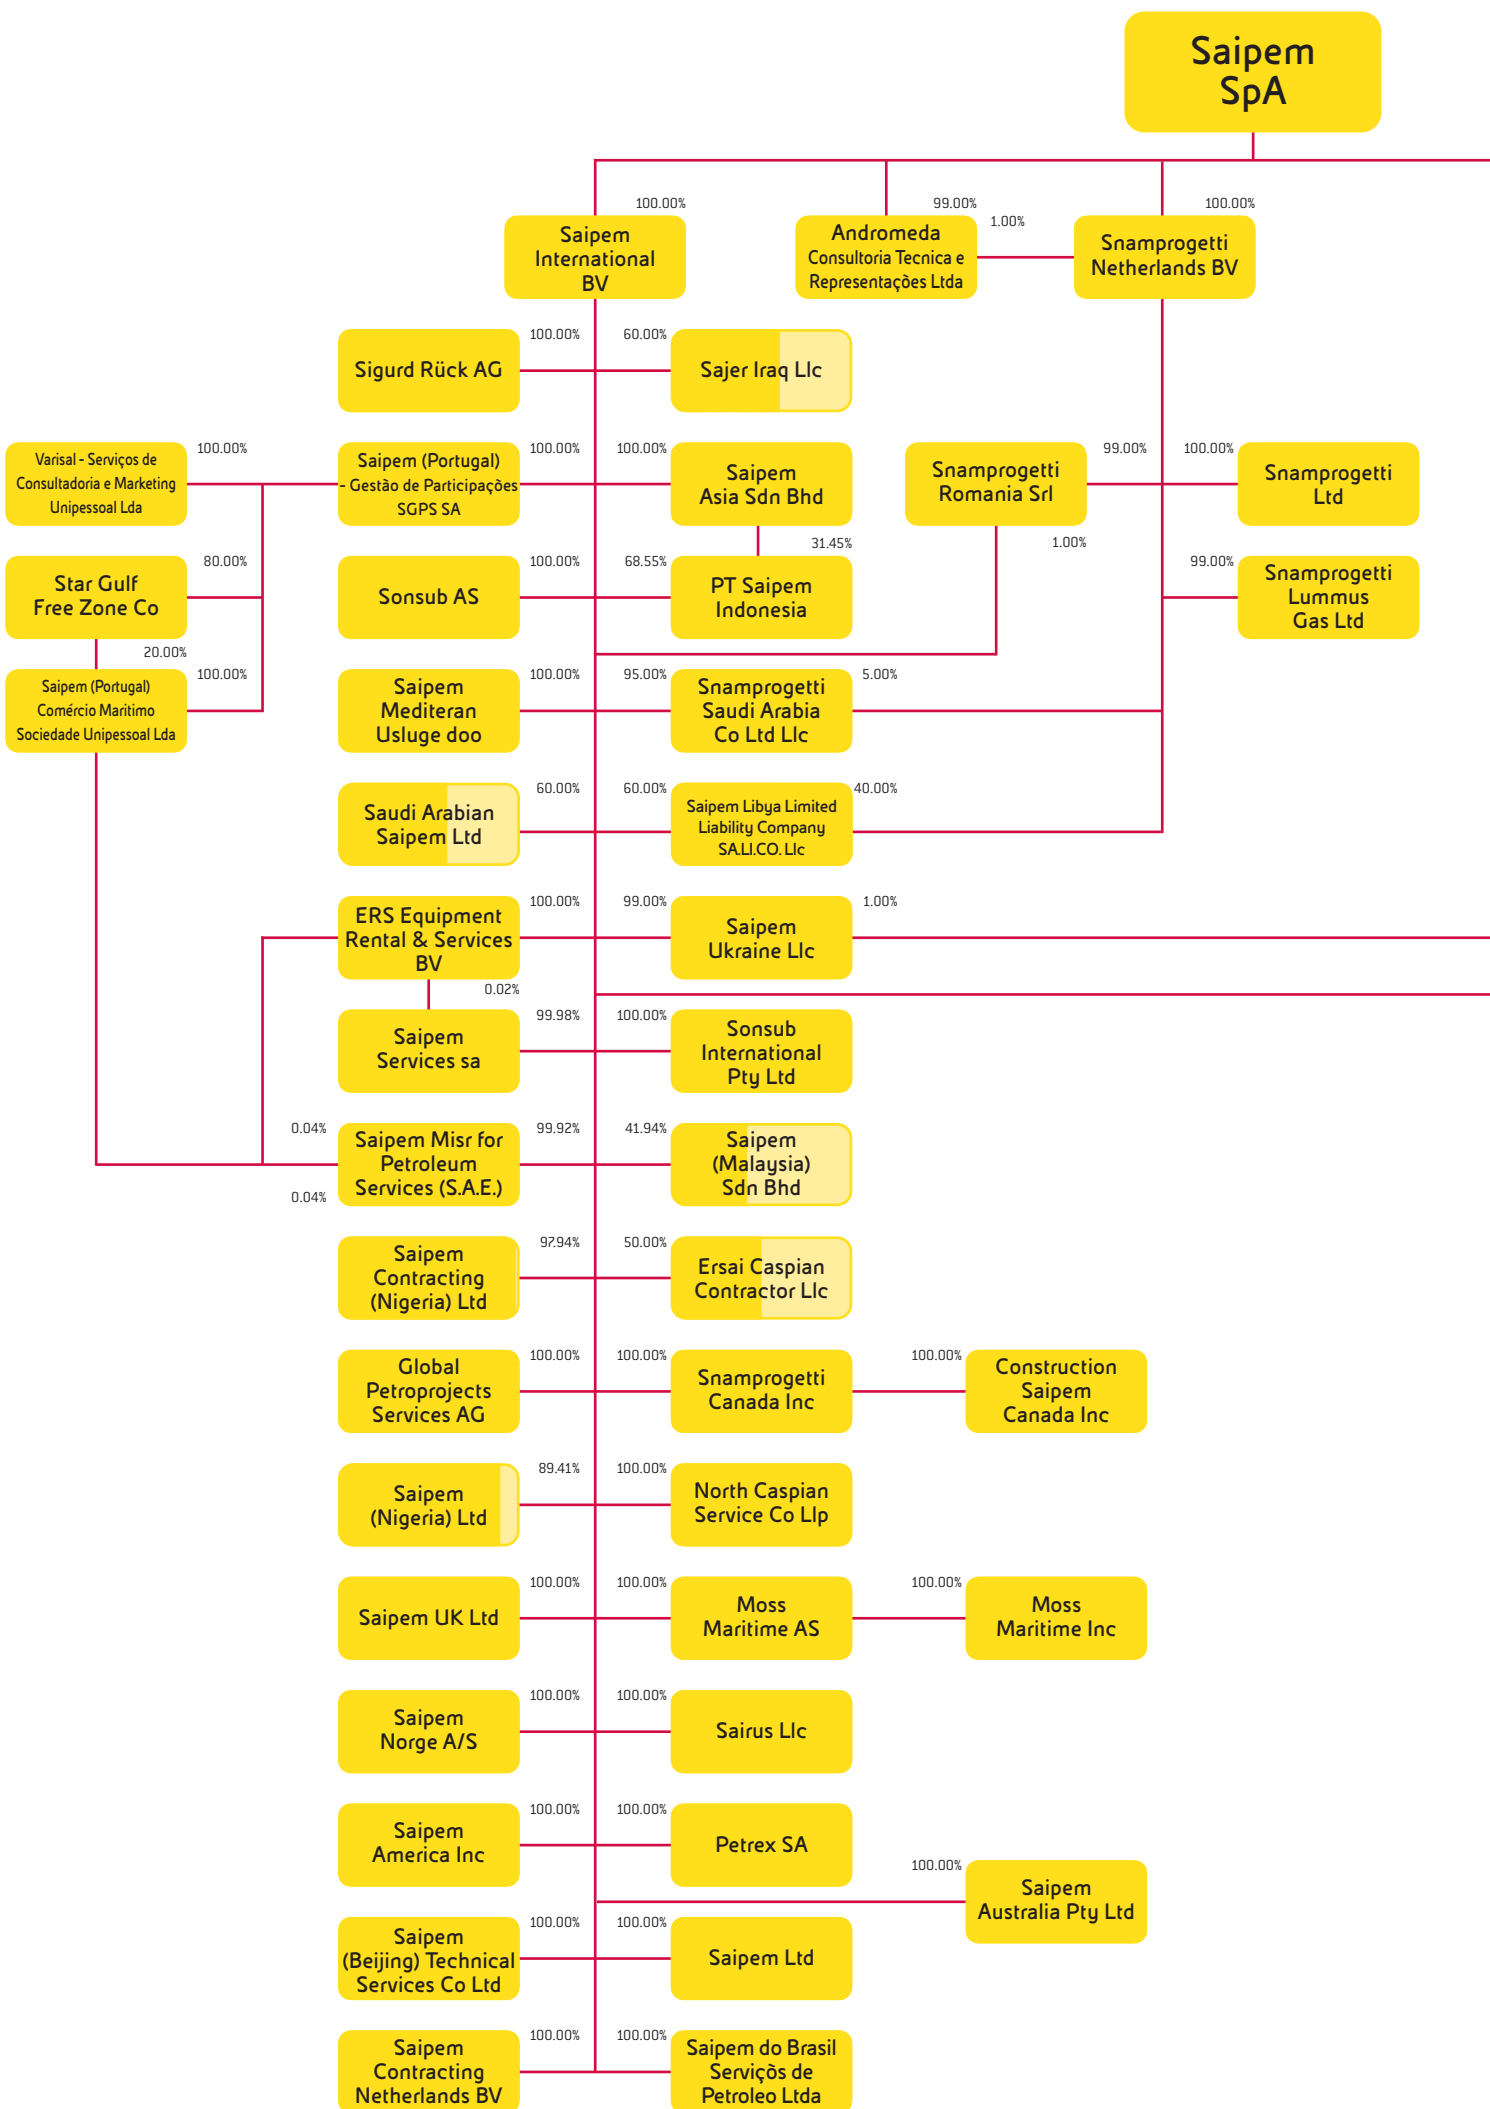 Saipem
SpA
100.00%
99.00%
1.00%
100.00%
Saipem
International
BV
Andromeda
Consultoria Tecnica e
Representações Ltda
Snamprogetti
Netherlands BV
100.00%
60.00%
Sigurd Rück AG
Sajer Iraq Llc
100.00%
100.00%
100.00%
99.00%
100.00%
Varisal - Serviços de
Consultadoria e Marketing
Unipessoal Lda
Saipem (Portugal)
- Gestão de Participações
SGPS SA
Saipem
Asia Sdn Bhd
Snamprogetti
Romania Srl
Snamprogetti
Ltd
31.45%
1.00%
80.00%
100.00%
68.55%
99.00%
Star Gulf
Free Zone Co
Sonsub AS
PT Saipem
Indonesia
Snamprogetti
Lummus
Gas Ltd
20.00%
100.00%
100.00%
95.00%
5.00%
Saipem (Portugal)
Comércio Maritimo
Sociedade Unipessoal Lda
Saipem
Mediteran
Usluge doo
Snamprogetti
Saudi Arabia
Co Ltd Llc
60.00%
60.00%
40.00%
Saudi Arabian
Saipem Ltd
Saipem Libya Limited
Liability Company
SA.LI.CO. Llc
100.00%
99.00%
1.00%
ERS Equipment
Rental & Services
BV
Saipem
Ukraine Llc
0.02%
99.98%
100.00%
Saipem
Services sa
Sonsub
International
Pty Ltd
0.04%
99.92%
41.94%
Saipem Misr for
Petroleum
Services (S.A.E.)
Saipem
(Malaysia)
Sdn Bhd
0.04%
97.94%
50.00%
Saipem
Contracting
(Nigeria) Ltd
Ersai Caspian
Contractor Llc
100.00%
100.00%
100.00%
Global
Petroprojects
Services AG
Snamprogetti
Canada Inc
Construction
Saipem
Canada Inc
89.41%
100.00%
Saipem
(Nigeria) Ltd
North Caspian
Service Co Llp
100.00%
100.00%
100.00%
Saipem UK Ltd
Moss
Maritime AS
Moss
Maritime Inc
100.00%
100.00%
Saipem
Norge A/S
Sairus Llc
100.00%
100.00%
Saipem
America Inc
Petrex SA
100.00%
Saipem
Australia Pty Ltd
100.00%
100.00%
Saipem
(Beijing) Technical
Services Co Ltd
Saipem Ltd
100.00%
100.00%
Saipem
Contracting
Netherlands BV
Saipem do Brasil
Serviçõs de
Petroleo Ltda